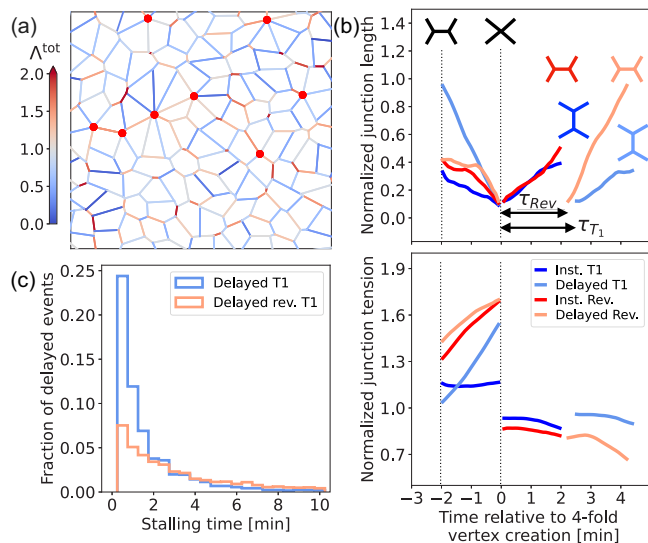 (a)
Λ^tot
2.0
1.5
1.0
0.5
0.0
(b)
Normalized junction length
1.4
1.2
1.0
0.8
0.6
0.4
0.2
0.0
τ_Rev
τ_T₁
(c)
Fraction of delayed events
0.25
0.20
0.15
0.10
0.05
0.00
Delayed T1
Delayed rev. T1
0 2 4 6 8 10
Stalling time [min]
Normalized junction tension
1.9
1.6
1.3
1.0
0.7
Inst. T1
Delayed T1
Inst. Rev.
Delayed Rev.
−3 −2 −1 0 1 2 3 4 5
Time relative to 4-fold
vertex creation [min]